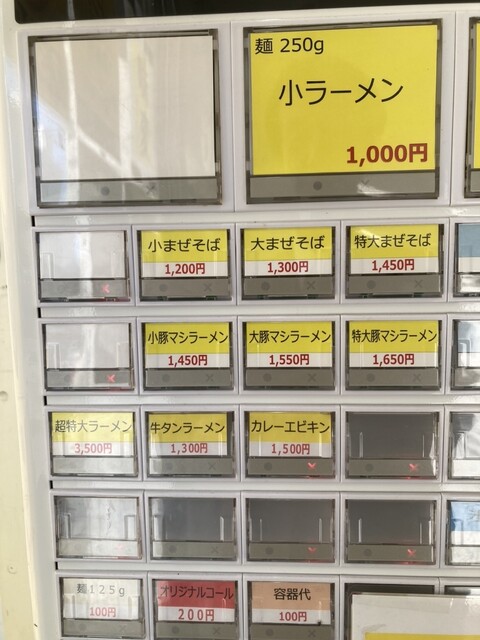 麺 250g
小ラーメン
1,000円
小まぜそば
1,200円
大まぜそば
1,300円
特大まぜそば
1,450円
小豚マシラーメン
1,450円
大豚マシラーメン
1,550円
特大豚マシラーメン
1,650円
超特大ラーメン
3,500円
牛タンラーメン
1,300円
カレーエビキン
1,500円
麺125g
100円
オリジナルコール
200円
容器代
100円